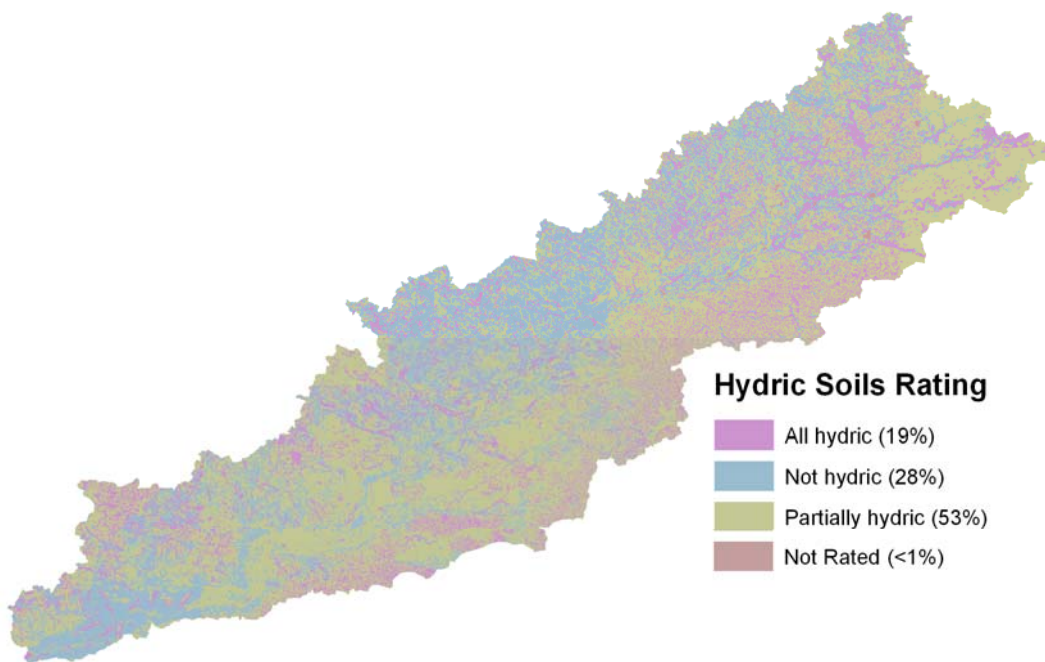 Hydric Soils Rating
All hydric (19%)
Not hydric (28%)
Partially hydric (53%)
Not Rated (<1%)